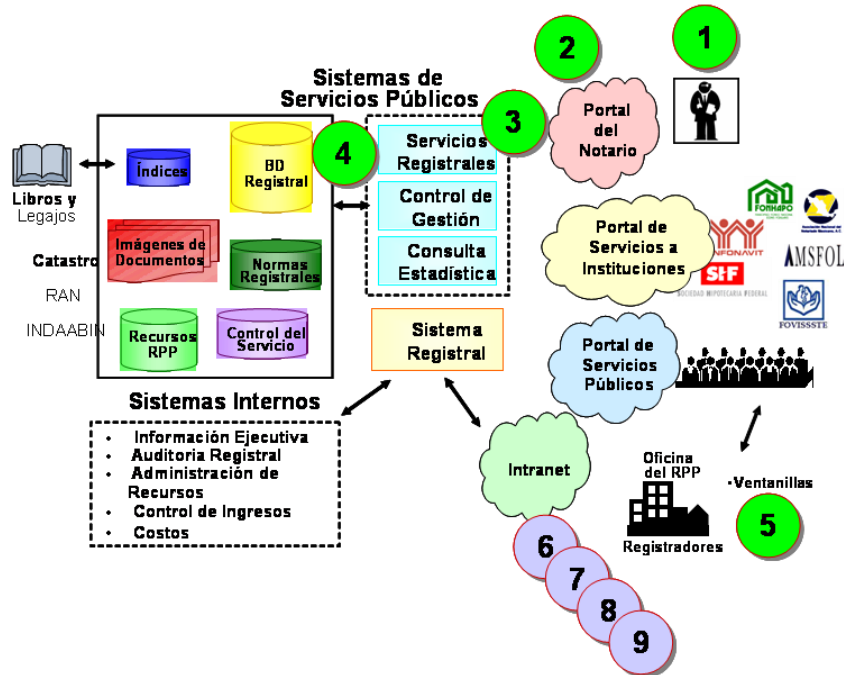 1
2
Sistemas de
Servicios Públicos
3
Portal
del
Notario
4
Servicios
Registrales
BD
Registral
Índices
Libros y
Legajos
Control de
Gestión
Imágenes de
Documentos
Normas
Registrales
Consulta
Estadística
Catastro
RAN
INDAABIN
Portal de
Servicios a
Instituciones
FONHAPO
INFONAVIT
AMSFOL
SHF
SOCIEDAD HIPOTECARIA FEDERAL
FOVISSSTE
Recursos
RPP
Control del
Servicio
Sistema
Registral
Portal de
Servicios
Públicos
Sistemas Internos
• Información Ejecutiva
• Auditoria Registral
• Administración de
Recursos
• Control de Ingresos
• Costos
Intranet
Oficina
del RPP
•Ventanillas
Registradores
5
6
7
8
9